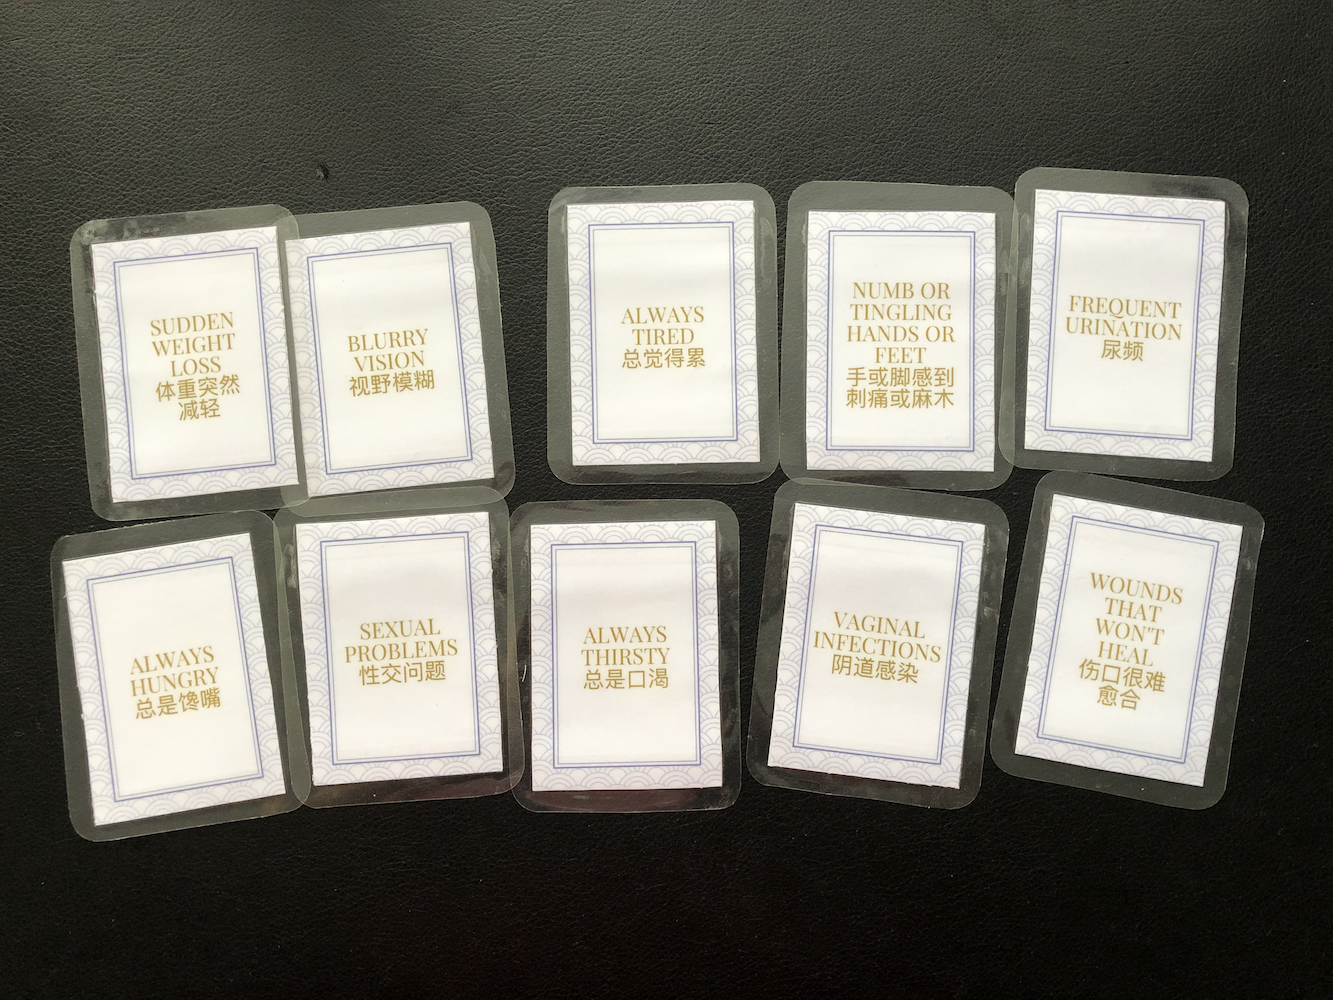 SUDDEN
WEIGHT
LOSS
体重突然
减轻
BLURRY
VISION
视野模糊
ALWAYS
TIRED
总觉得累
NUMB OR
TINGLING
HANDS OR
FEET
手或脚感到
刺痛或麻木
FREQUENT
URINATION
尿频
ALWAYS
HUNGRY
总是馋嘴
SEXUAL
PROBLEMS
性交问题
ALWAYS
THIRSTY
总是口渴
VAGINAL
INFECTIONS
阴道感染
WOUNDS
THAT
WON'T
HEAL
伤口很难
愈合